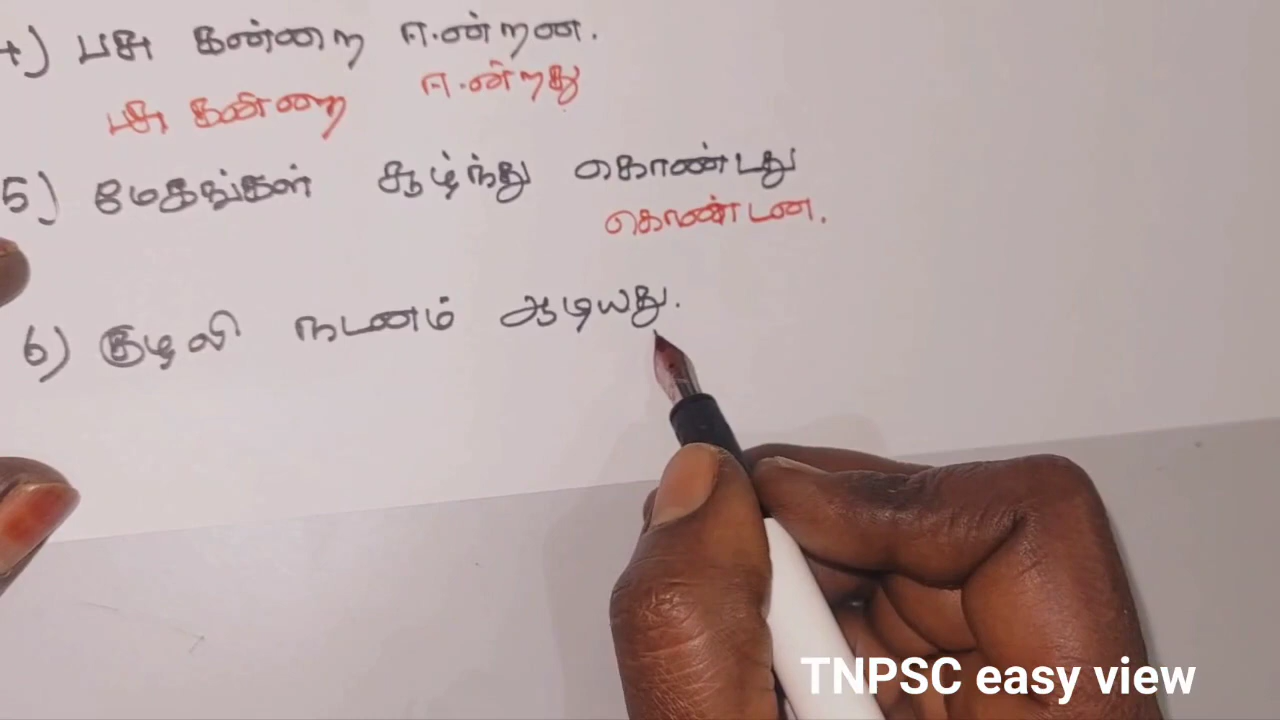 4) பசு கன்றை ஈன்றன.
பசு கன்றை ஈன்றது
5) மேகங்கள் சூழ்ந்து கொண்டது
கொண்டன.
6) குழலி நடனம் ஆடியது.
TNPSC easy view